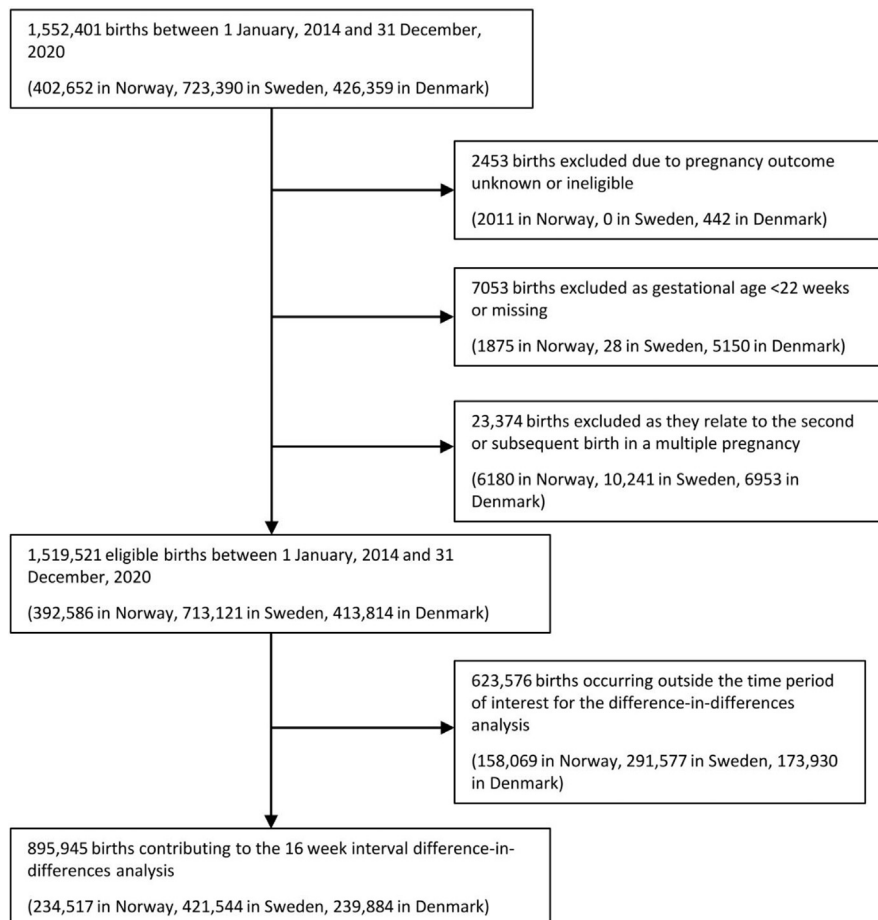 1,552,401 births between 1 January, 2014 and 31 December,
2020
(402,652 in Norway, 723,390 in Sweden, 426,359 in Denmark)
2453 births excluded due to pregnancy outcome
unknown or ineligible
(2011 in Norway, 0 in Sweden, 442 in Denmark)
7053 births excluded as gestational age <22 weeks
or missing
(1875 in Norway, 28 in Sweden, 5150 in Denmark)
23,374 births excluded as they relate to the second
or subsequent birth in a multiple pregnancy
(6180 in Norway, 10,241 in Sweden, 6953 in
Denmark)
1,519,521 eligible births between 1 January, 2014 and 31
December, 2020
(392,586 in Norway, 713,121 in Sweden, 413,814 in Denmark)
623,576 births occurring outside the time period
of interest for the difference-in-differences
analysis
(158,069 in Norway, 291,577 in Sweden, 173,930
in Denmark)
895,945 births contributing to the 16 week interval difference-in-
differences analysis
(234,517 in Norway, 421,544 in Sweden, 239,884 in Denmark)